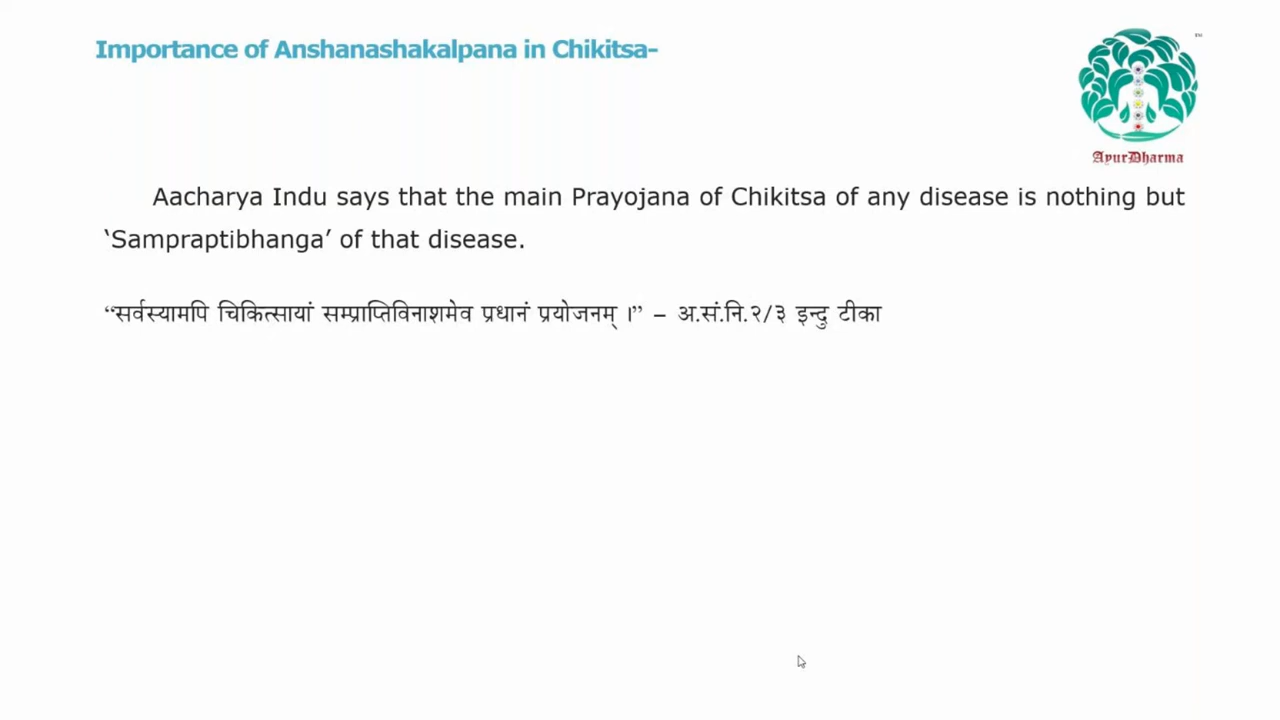 Importance of Anshanashakalpana in Chikitsa-
TM
AyurDharma
Aacharya Indu says that the main Prayojana of Chikitsa of any disease is nothing but
‘Sampraptibhanga’ of that disease.
“सर्वस्यामपि चिकित्सायां सम्प्राप्तिविनाशमेव प्रधानं प्रयोजनम् ।” – अ.सं.नि.२/३ इन्दु टीका